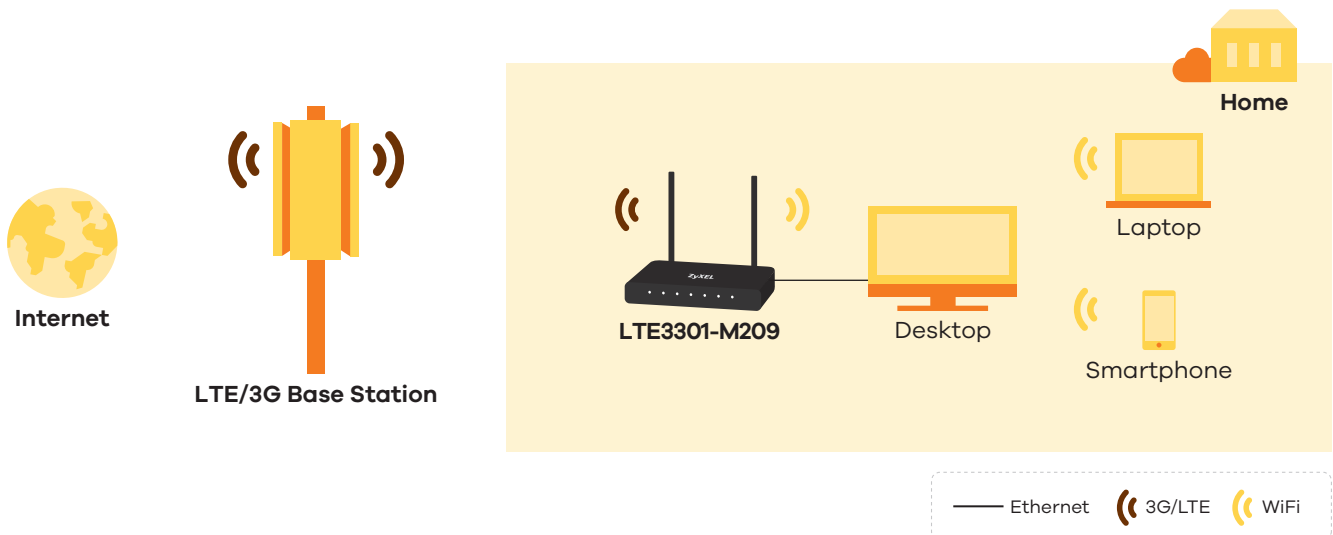 Home
Laptop
ZyXEL
Internet
LTE3301-M209
Desktop
Smartphone
LTE/3G Base Station
Ethernet
3G/LTE
WiFi